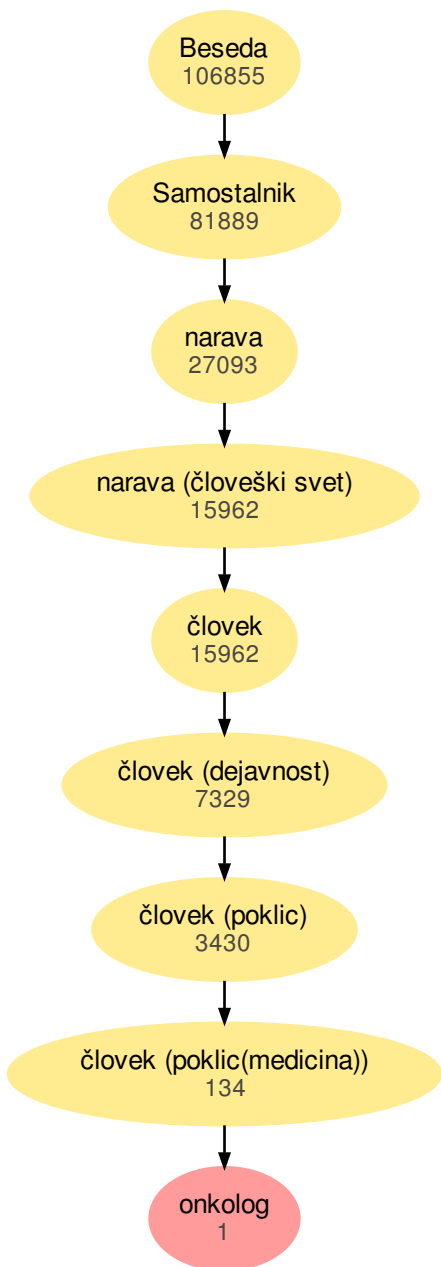 Beseda
106855
Samostalnik
81889
narava
27093
narava (človeški svet)
15962
človek
15962
človek (dejavnost)
7329
človek (poklic)
3430
človek (poklic(medicina))
134
onkolog
1